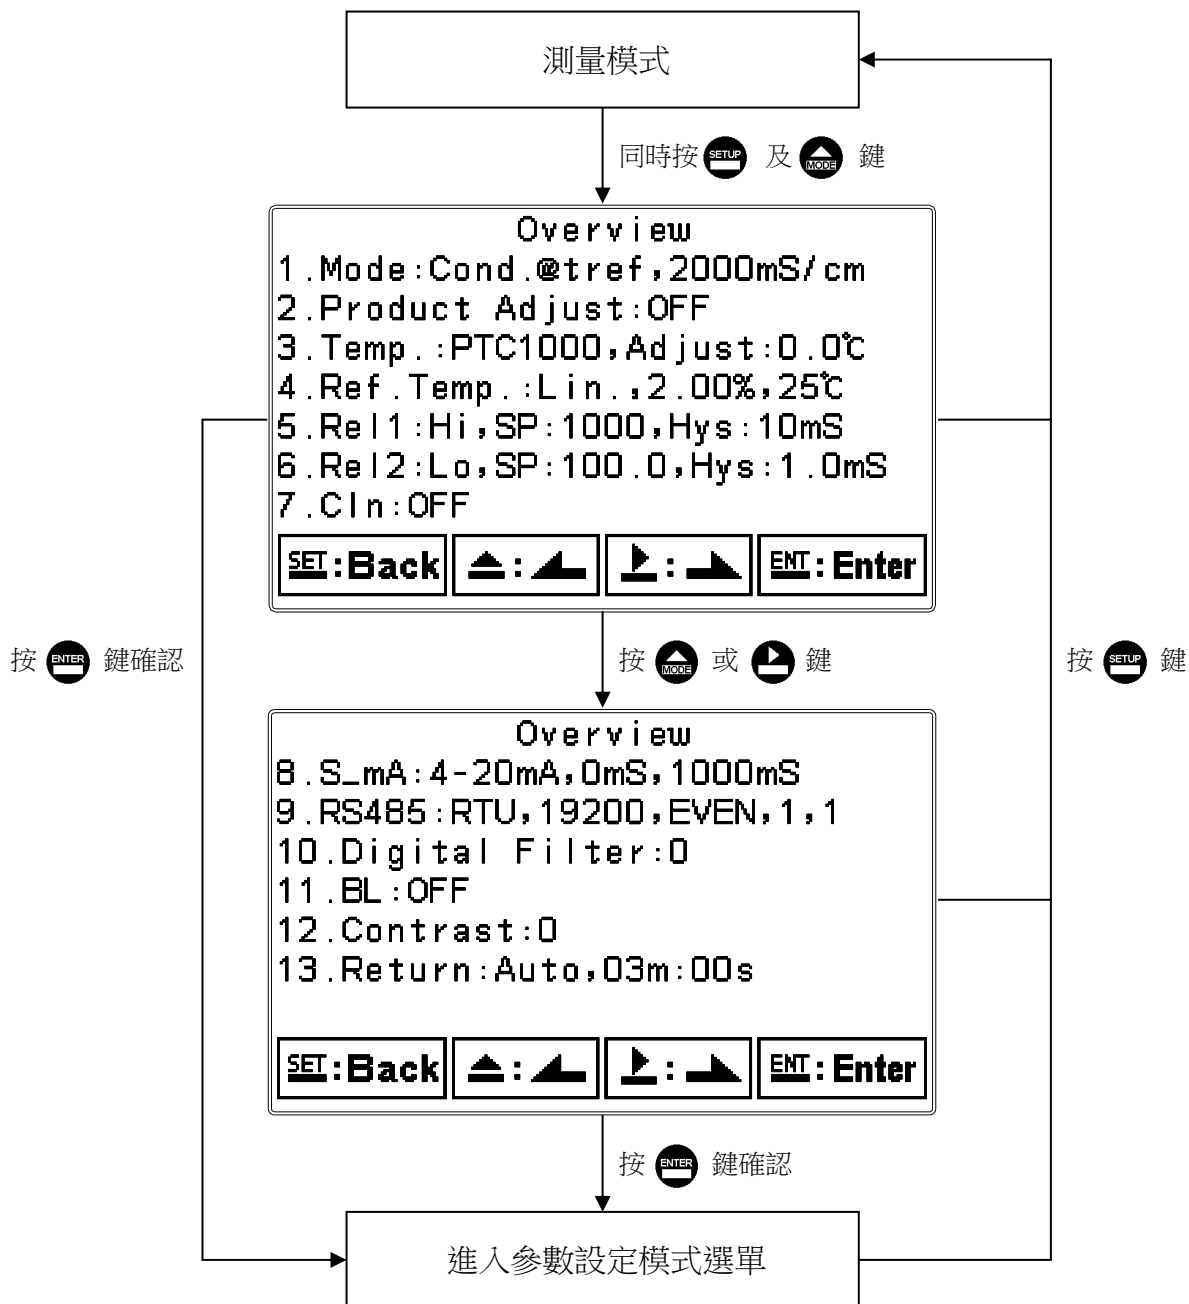 測量模式
同時按 SETUP 及 MODE 鍵
Overview
1.Mode:Cond.@tref,2000mS/cm
2.Product Adjust:OFF
3.Temp.:PTC1000,Adjust:0.0℃
4.Ref.Temp.:Lin.,2.00%,25℃
5.Rel1:Hi,SP:1000,Hys:10mS
6.Rel2:Lo,SP:100.0,Hys:1.0mS
7.Cln:OFF
SET:Back ENT:Enter
按 ENTER 鍵確認
按 MODE 或 鍵
按 SETUP 鍵
Overview
8.S_mA:4-20mA,0mS,1000mS
9.RS485:RTU,19200,EVEN,1,1
10.Digital Filter:0
11.BL:OFF
12.Contrast:0
13.Return:Auto,03m:00s
SET:Back ENT:Enter
按 ENTER 鍵確認
進入參數設定模式選單